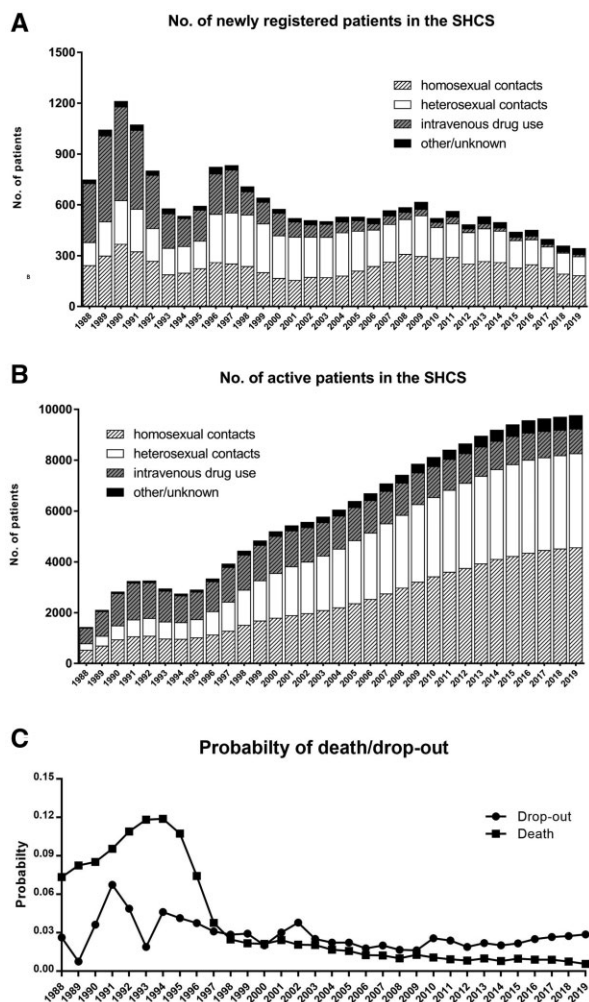 A
No. of newly registered patients in the SHCS
1500
1200
900
600
300
0
No. of patients
homosexual contacts
heterosexual contacts
intravenous drug use
other/unknown
B
1988 1989 1990 1991 1992 1993 1994 1995 1996 1997 1998 1999 2000 2001 2002 2003 2004 2005 2006 2007 2008 2009 2010 2011 2012 2013 2014 2015 2016 2017 2018 2019
B
No. of active patients in the SHCS
10000
8000
6000
4000
2000
0
No. of patients
homosexual contacts
heterosexual contacts
intravenous drug use
other/unknown
1988 1989 1990 1991 1992 1993 1994 1995 1996 1997 1998 1999 2000 2001 2002 2003 2004 2005 2006 2007 2008 2009 2010 2011 2012 2013 2014 2015 2016 2017 2018 2019
C
Probabilty of death/drop-out
0.15
0.12
0.09
0.06
0.03
0.00
Probabilty
Drop-out
Death
1988 1989 1990 1991 1992 1993 1994 1995 1996 1997 1998 1999 2000 2001 2002 2003 2004 2005 2006 2007 2008 2009 2010 2011 2012 2013 2014 2015 2016 2017 2018 2019